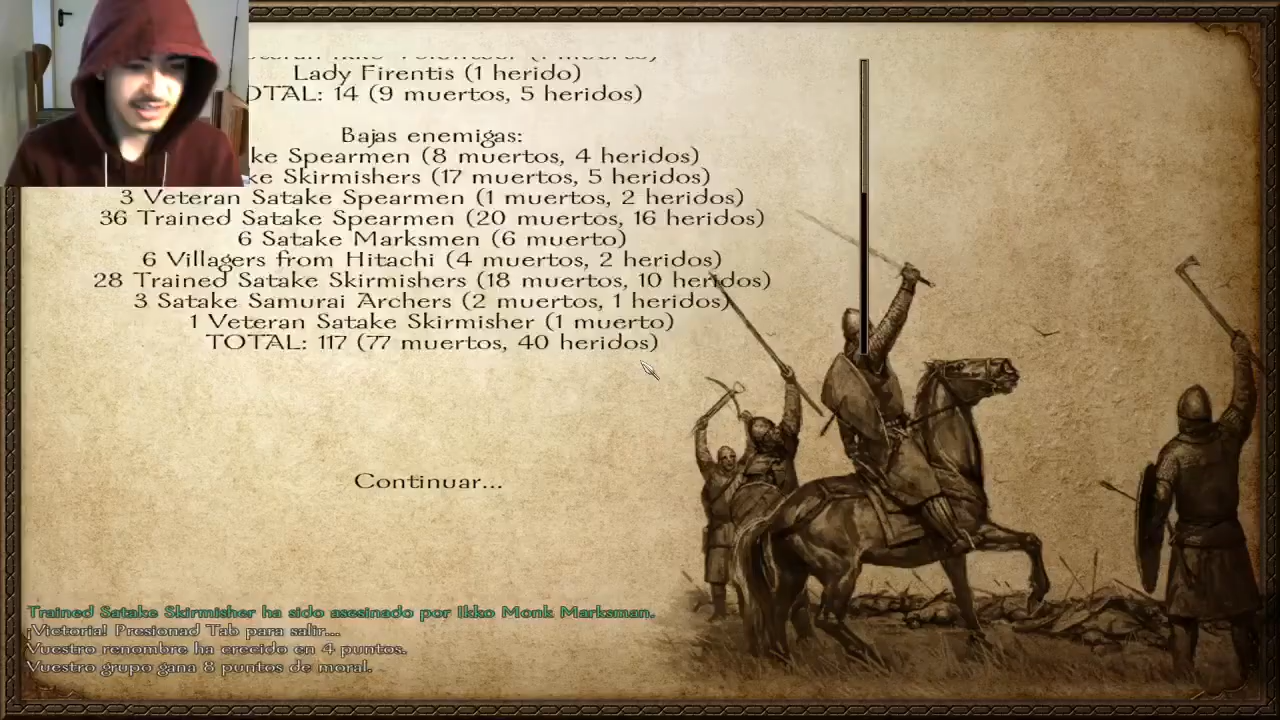 Lady Firentis (1 herido)
OTAL: 14 (9 muertos, 5 heridos)
Bajas enemigas:
ke Spearmen (8 muertos, 4 heridos)
ke Skirmishers (17 muertos, 5 heridos)
3 Veteran Satake Spearmen (1 muertos, 2 heridos)
36 Trained Satake Spearmen (20 muertos, 16 heridos)
6 Satake Marksmen (6 muerto)
6 Villagers from Hitachi (4 muertos, 2 heridos)
28 Trained Satake Skirmishers (18 muertos, 10 heridos)
3 Satake Samurai Archers (2 muertos, 1 heridos)
1 Veteran Satake Skirmisher (1 muerto)
TOTAL: 117 (77 muertos, 40 heridos)
Continuar...
Trained Satake Skirmisher ha sido asesinado por Ikko Monk Marksman.
¡Victoria! Presionad Tab para salir...
Vuestro renombre ha crecido en 4 puntos.
Vuestro grupo gana 8 puntos de moral.